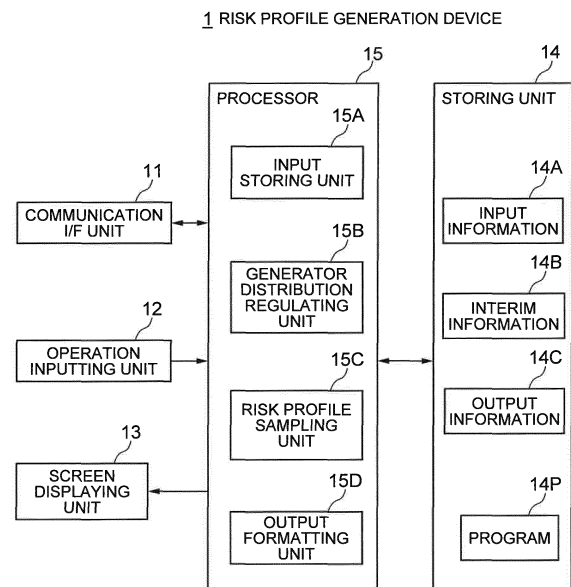 1 RISK PROFILE GENERATION DEVICE
15
PROCESSOR
15A
INPUT
STORING UNIT
15B
GENERATOR
DISTRIBUTION
REGULATING
UNIT
15C
RISK PROFILE
SAMPLING
UNIT
15D
OUTPUT
FORMATTING
UNIT
11
COMMUNICATION
I/F UNIT
12
OPERATION
INPUTTING UNIT
13
SCREEN
DISPLAYING
UNIT
14
STORING UNIT
14A
INPUT
INFORMATION
14B
INTERIM
INFORMATION
14C
OUTPUT
INFORMATION
14P
PROGRAM